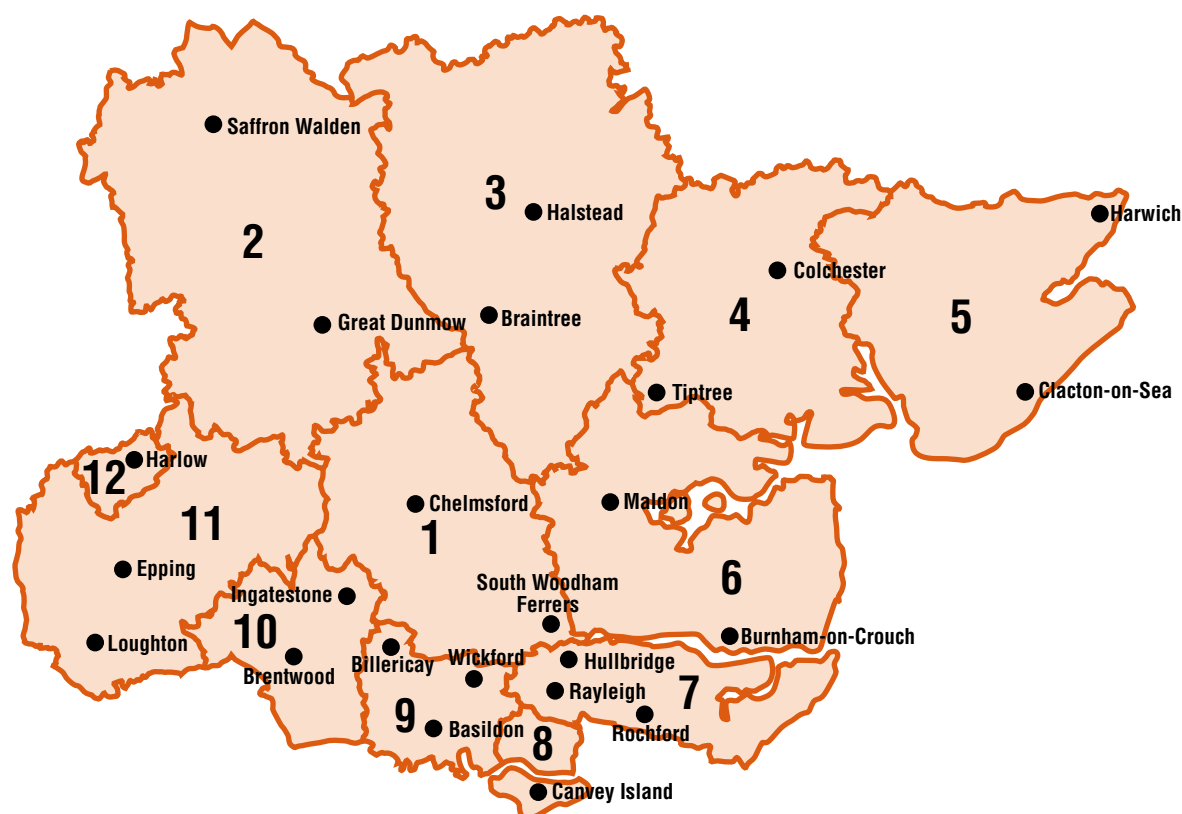 Saffron Walden
3
Halstead
Harwich
2
Colchester
4
5
Great Dunmow
Braintree
Tiptree
Clacton-on-Sea
Harlow
12
Chelmsford
Maldon
11
1
Epping
6
South Woodham
Ferrers
Ingatestone
10
Burnham-on-Crouch
Loughton
Brentwood
Billericay
Wickford
Hullbridge
Rayleigh
7
9
Basildon
Rochford
8
Canvey Island